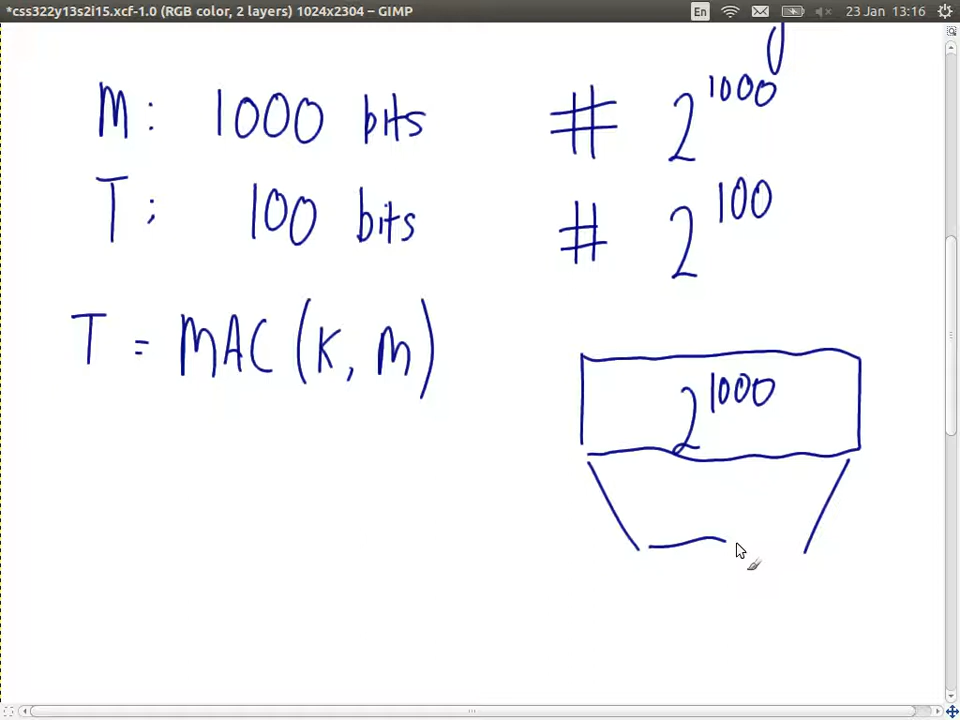 *css322y13s2i15.xcf-1.0 (RGB color, 2 layers) 1024x2304 – GIMP En 23 Jan 13:16
M: 1000 bits # 2^1000
T: 100 bits # 2^100
T = MAC (K, M)
2^1000